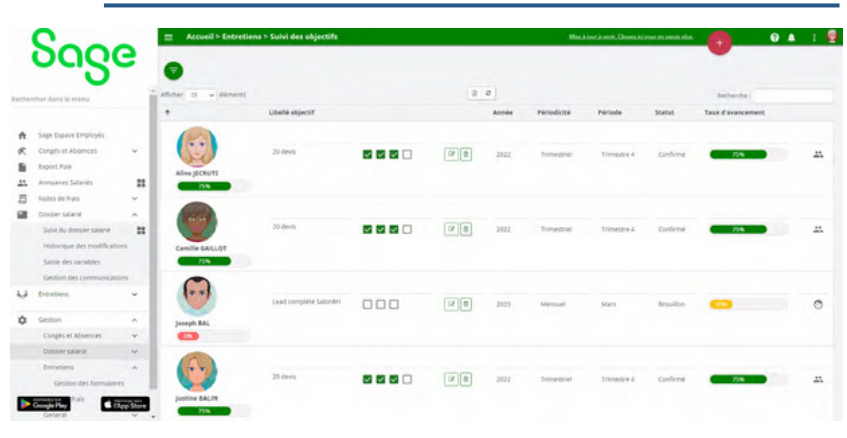 Sage
Accueil > Entretiens > Suivi des objectifs
Rechercher dans le menu
Sage Espace Employés
Congés et Absences
Export Paie
Annuaires Salariés
Notes de frais
Dossier salarié
Suivi du dossier salarié
Historique des modifications
Saisie des variables
Gestion des communications
Entretiens
Gestion
Congés et Absences
Dossier salarié
Entretiens
Gestion des formulaires
frais
Général
Google Play
l'App Store
Afficher éléments
Recherche :
Libellé objectif Année Périodicité Période Statut Taux d'avancement
Aline JECRUTE
75%
20 devis 2022 Trimestriel Trimestre 4 Confirmé 75%
Camille GAILLOT
75%
20 devis 2022 Trimestriel Trimestre 4 Confirmé 75%
Joseph BAL
0%
Lead complété 2023 Mensuel Mars Brouillon
Justine BALIN
75%
20 devis 2022 Trimestriel Trimestre 4 Confirmé 75%